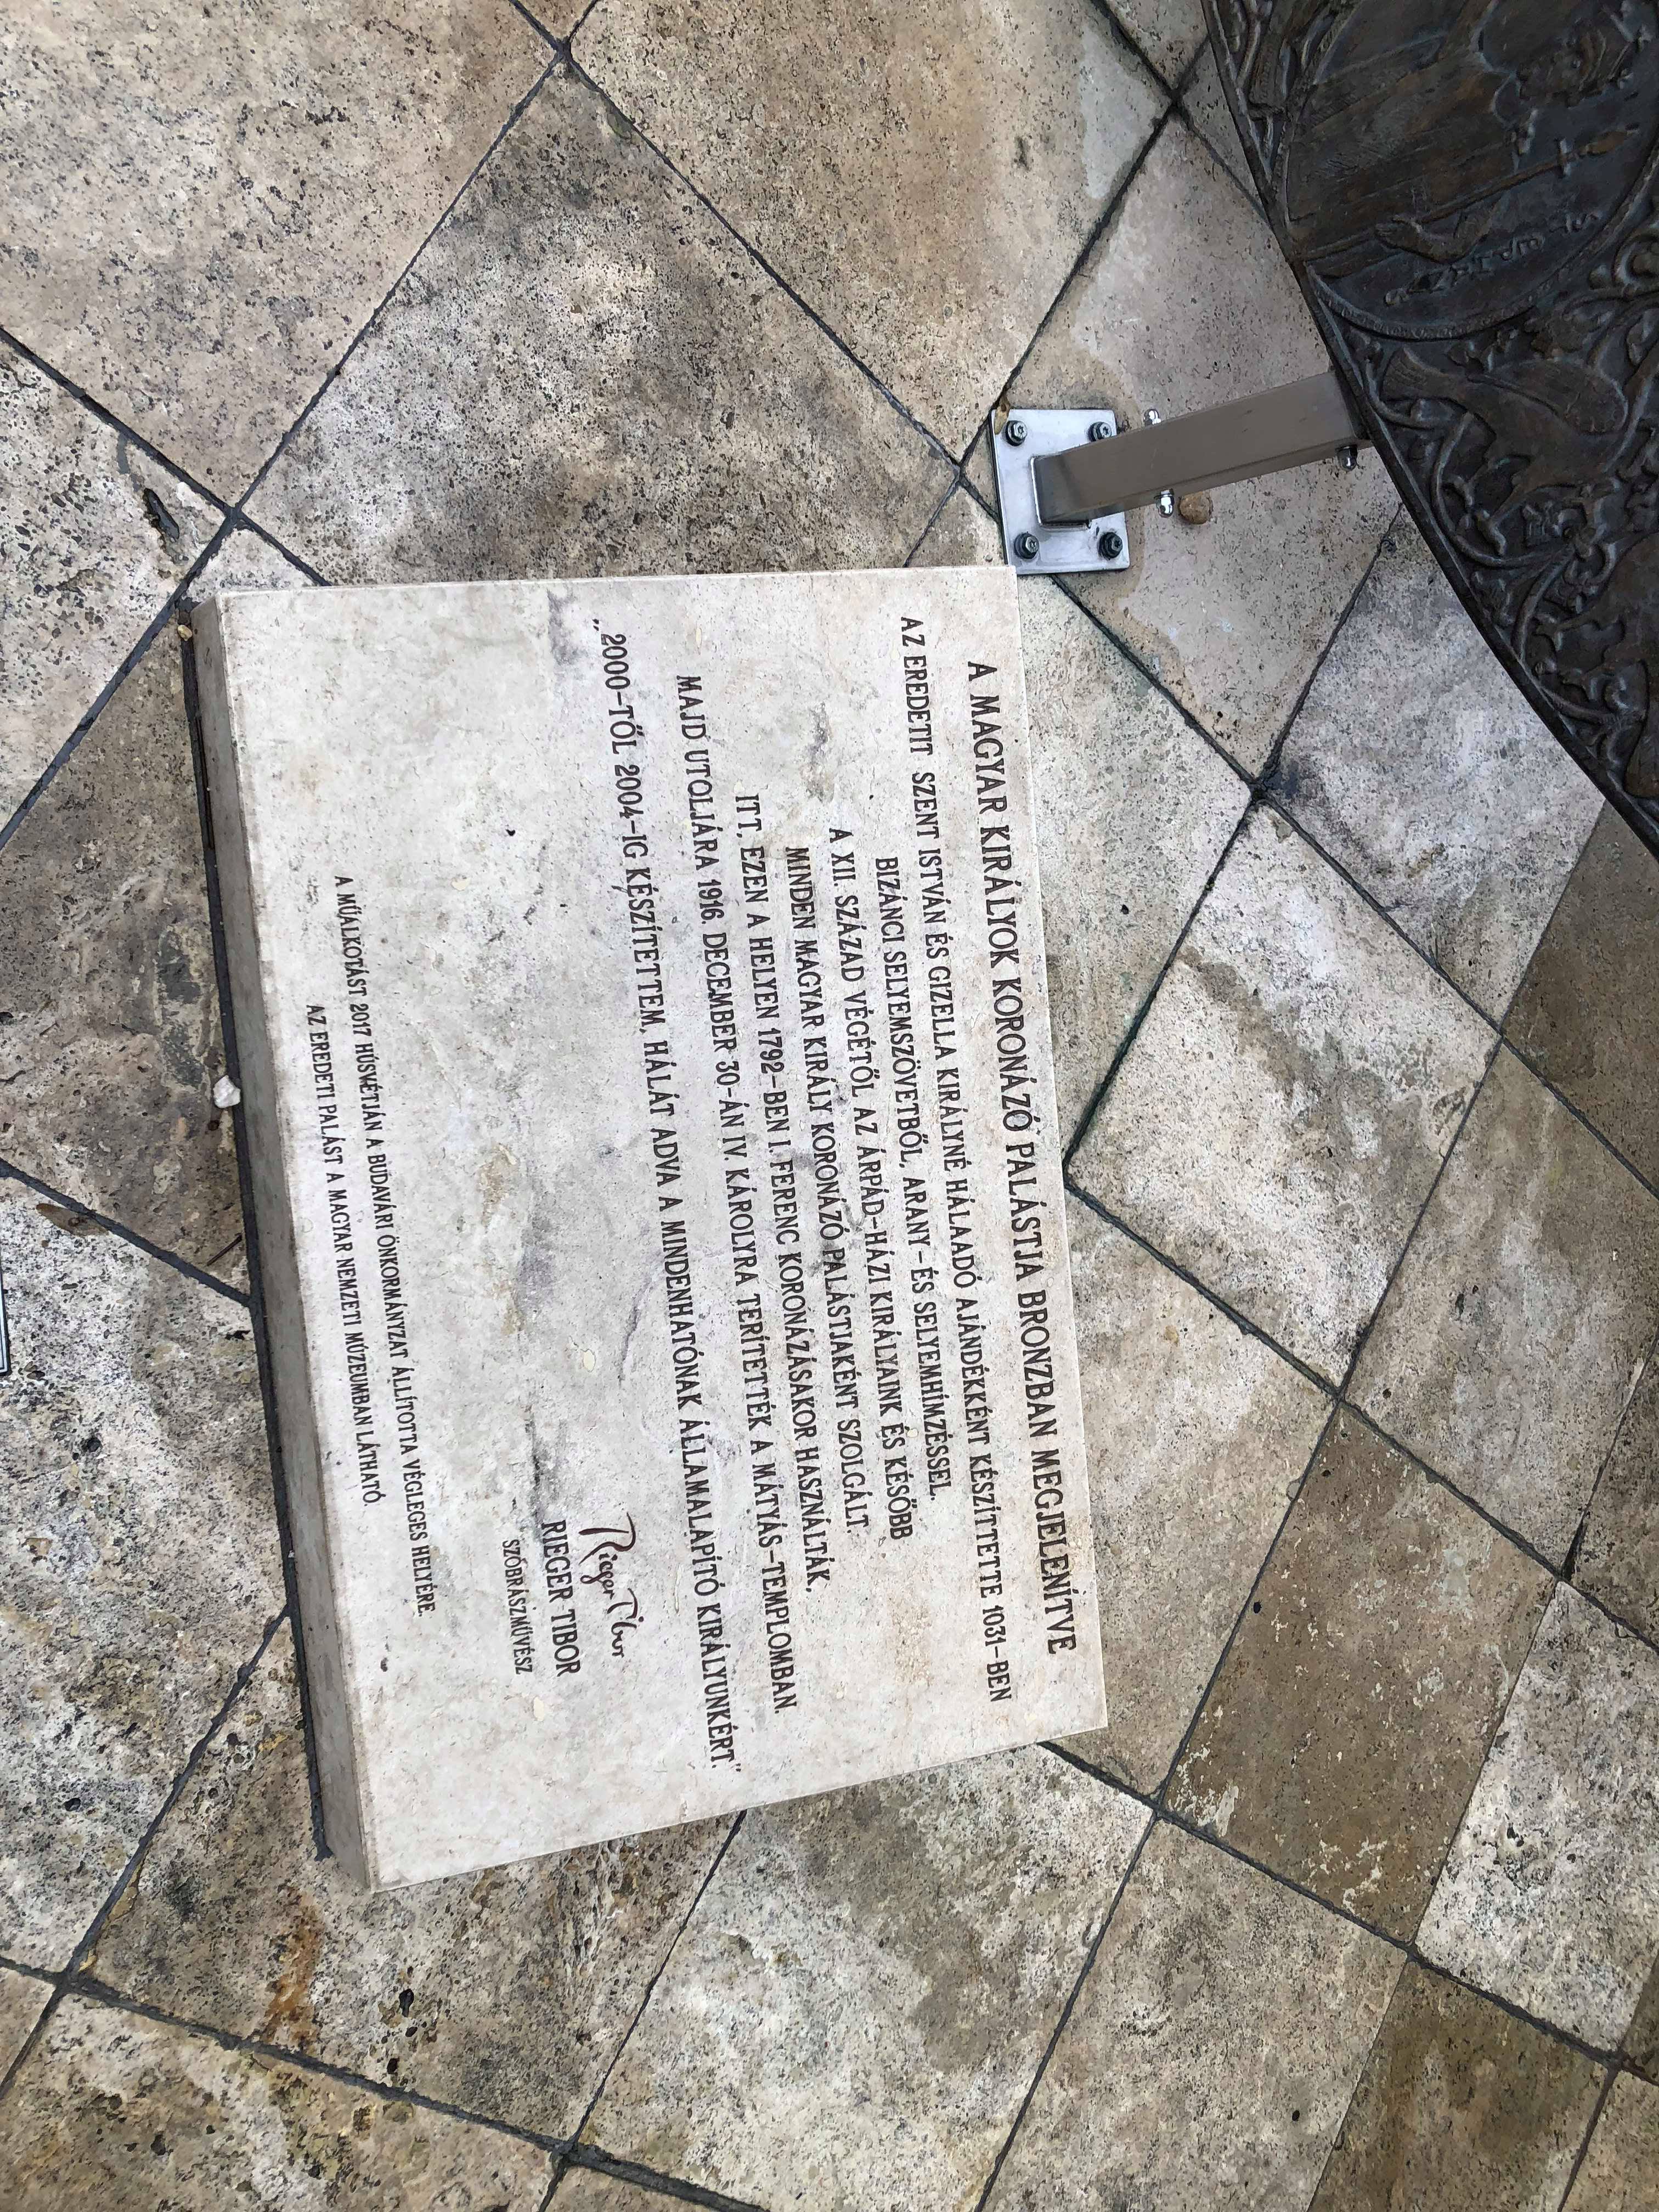 A MAGYAR KIRÁLYOK KORONÁZÓ PALÁSTJA BRONZBAN MEGJELENÍTVE
AZ EREDETIT SZENT ISTVÁN ÉS GIZELLA KIRÁLYNÉ HÁLAADÓ AJÁNDÉKKÉNT KÉSZÍTTETTE 1031-BEN
BIZÁNCI SELYEMSZÖVETBŐL, ARANY- ÉS SELYEMHÍMZÉSSEL.
A XII. SZÁZAD VÉGÉTŐL AZ ÁRPÁD-HÁZI KIRÁLYAINK ÉS KÉSŐBB
MINDEN MAGYAR KIRÁLY KORONÁZÓ PALÁSTJAKÉNT SZOLGÁLT.
ITT, EZEN A HELYEN 1792-BEN I. FERENC KORONÁZÁSAKOR HASZNÁLTÁK,
MAJD UTOLJÁRA 1916. DECEMBER 30-ÁN IV. KÁROLYRA TERÍTETTÉK A MÁTYÁS-TEMPLOMBAN.
„2000-TŐL 2004-IG KÉSZÍTETTEM, HÁLÁT ADVA A MINDENHATÓNAK ÁLLAMALAPÍTÓ KIRÁLYUNKÉRT.”
Rieger Tibor
RIEGER TIBOR
SZOBRÁSZMŰVÉSZ
A MŰALKOTÁST 2017 HÚSVÉTJÁN A BUDAVÁRI ÖNKORMÁNYZAT ÁLLÍTOTTA VÉGLEGES HELYÉRE.
AZ EREDETI PALÁST A MAGYAR NEMZETI MÚZEUMBAN LÁTHATÓ.